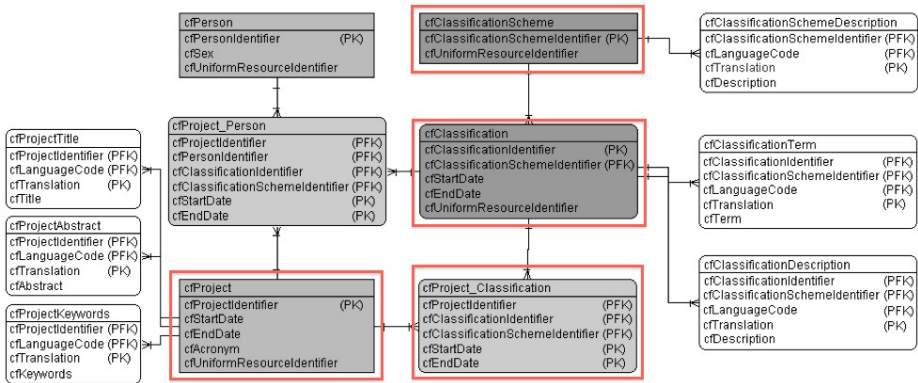 cfPerson
cfPersonIdentifier (PK)
cfSex
cfUniformResourceIdentifier
cfClassificationScheme
cfClassificationSchemeIdentifier (PK)
cfUniformResourceIdentifier
cfClassificationSchemeDescription
cfClassificationSchemeIdentifier (PFK)
cfLanguageCode (PFK)
cfTranslation (PK)
cfDescription
cfProjectTitle
cfProjectIdentifier (PFK)
cfLanguageCode (PFK)
cfTranslation (PK)
cfTitle
cfProject_Person
cfProjectIdentifier (PFK)
cfPersonIdentifier (PFK)
cfClassificationIdentifier (PFK)
cfClassificationSchemeIdentifier (PFK)
cfStartDate (PK)
cfEndDate (PK)
cfClassification
cfClassificationIdentifier (PK)
cfClassificationSchemeIdentifier (PFK)
cfStartDate
cfEndDate
cfUniformResourceIdentifier
cfClassificationTerm
cfClassificationIdentifier (PFK)
cfClassificationSchemeIdentifier (PFK)
cfLanguageCode (PFK)
cfTranslation (PK)
cfTerm
cfProjectAbstract
cfProjectIdentifier (PFK)
cfLanguageCode (PFK)
cfTranslation (PK)
cfAbstract
cfProjectKeywords
cfProjectIdentifier (PFK)
cfLanguageCode (PFK)
cfTranslation (PK)
cfKeywords
cfProject
cfProjectIdentifier (PK)
cfStartDate
cfEndDate
cfAcronym
cfUniformResourceIdentifier
cfProject_Classification
cfProjectIdentifier (PFK)
cfClassificationIdentifier (PFK)
cfClassificationSchemeIdentifier (PFK)
cfStartDate (PK)
cfEndDate (PK)
cfClassificationDescription
cfClassificationIdentifier (PFK)
cfClassificationSchemeIdentifier (PFK)
cfLanguageCode (PFK)
cfTranslation (PK)
cfDescription